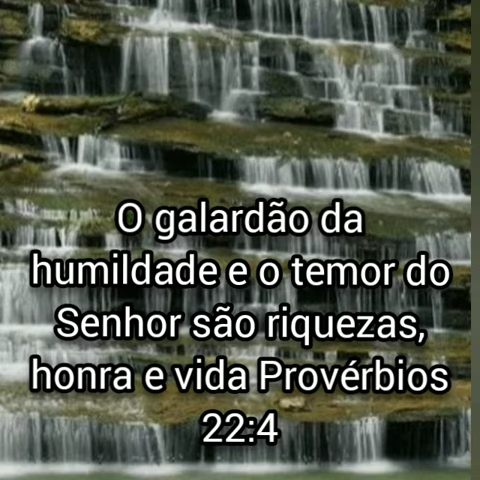 O galardão da
humildade e o temor do
Senhor são riquezas,
honra e vida Provérbios
22:4